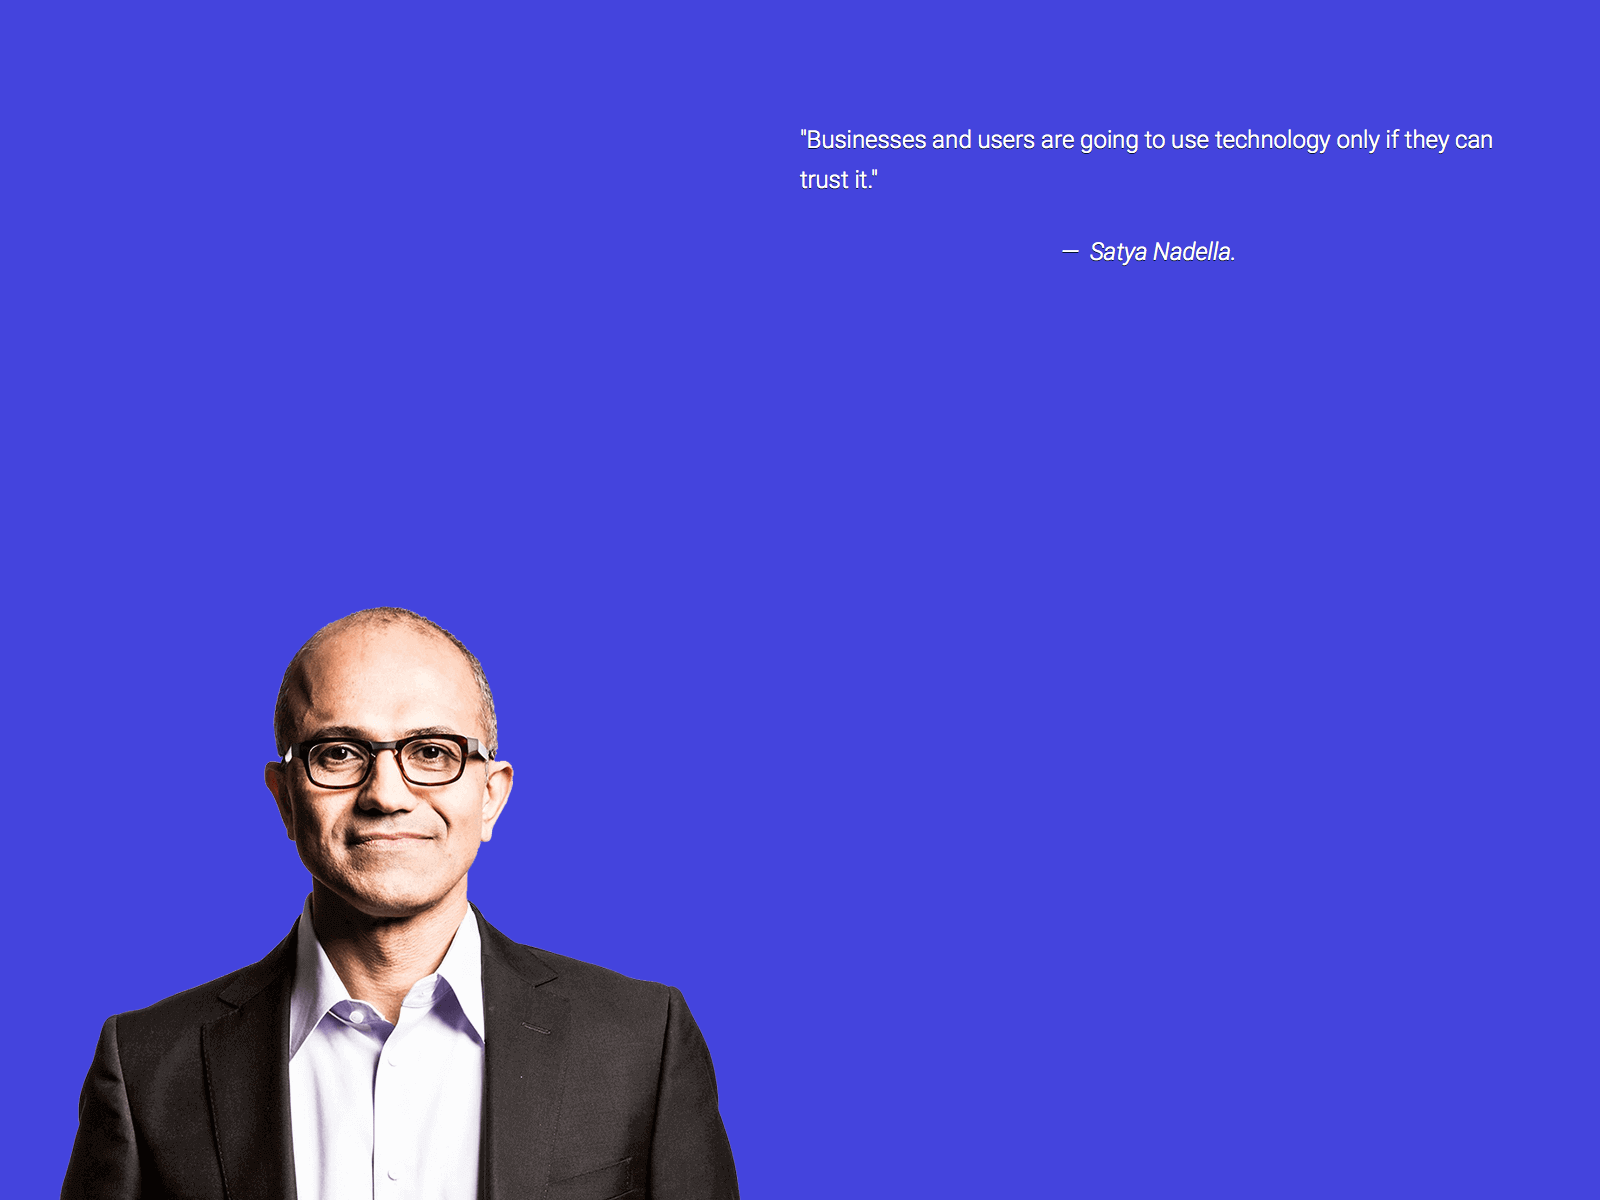 "Businesses and users are going to use technology only if they can
trust it."
— Satya Nadella.